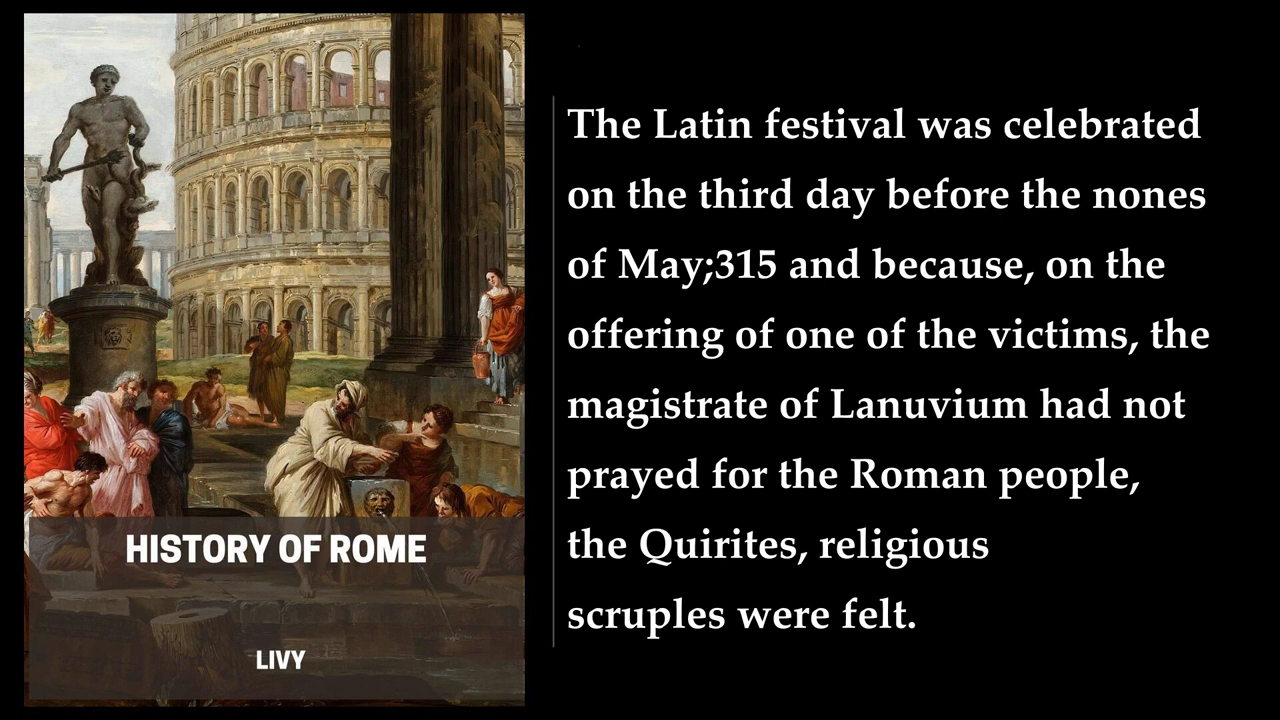 HISTORY OF ROME
LIVY
The Latin festival was celebrated
on the third day before the nones
of May;315 and because, on the
offering of one of the victims, the
magistrate of Lanuvium had not
prayed for the Roman people,
the Quirites, religious
scruples were felt.